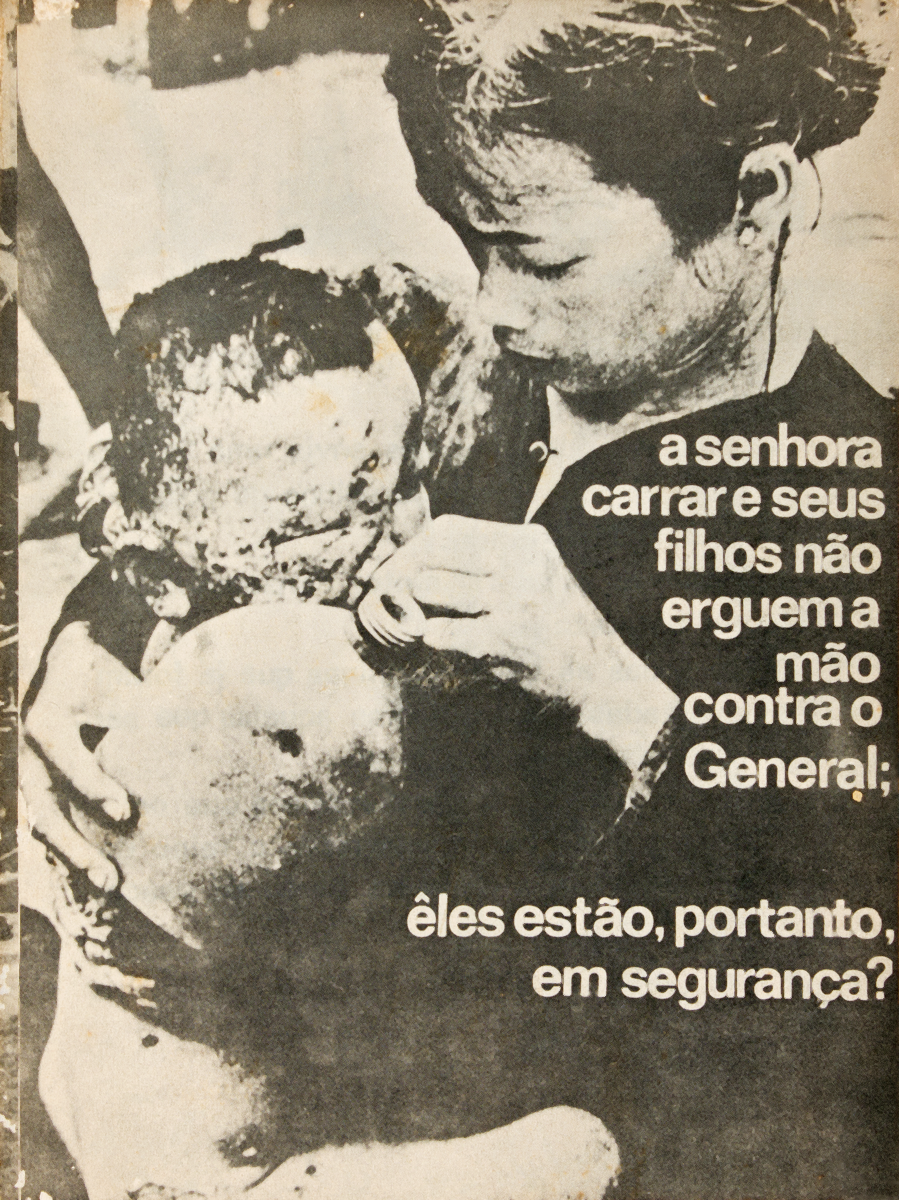 a senhora
carrar e seus
filhos não
erguem a
mão
contra o
General;
êles estão, portanto,
em segurança?